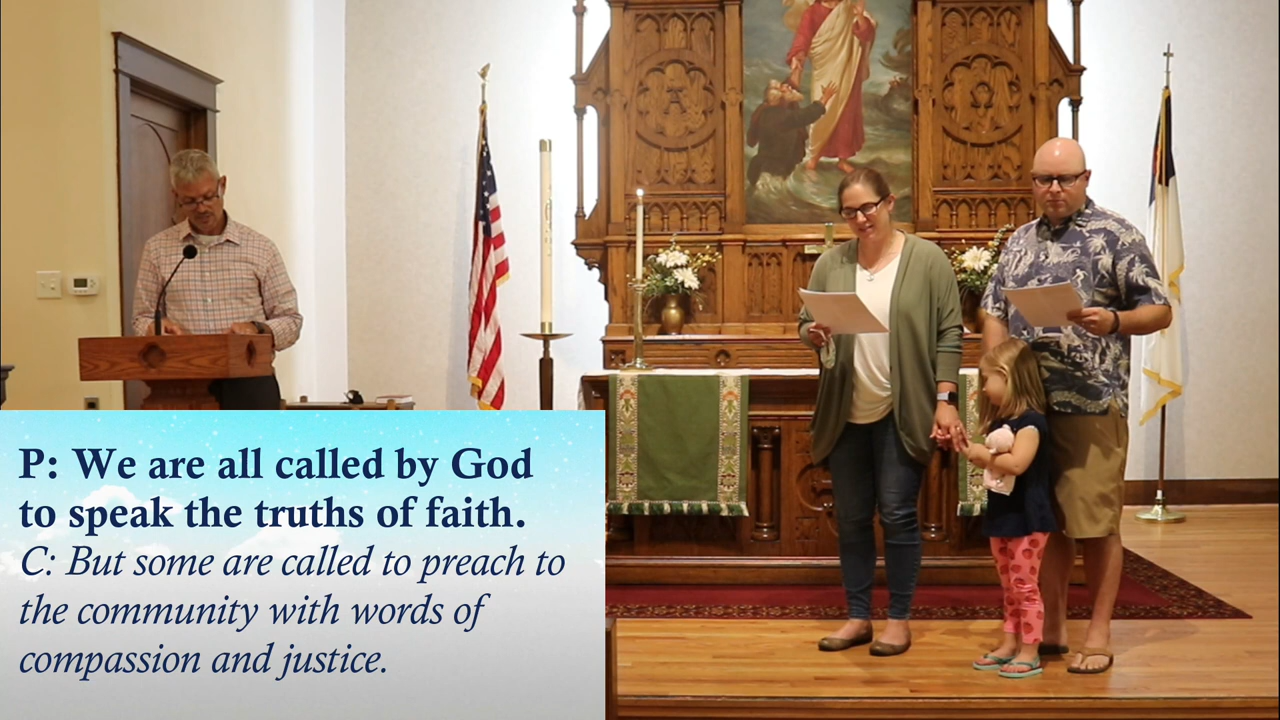 P: We are all called by God
to speak the truths of faith.
C: But some are called to preach to
the community with words of
compassion and justice.